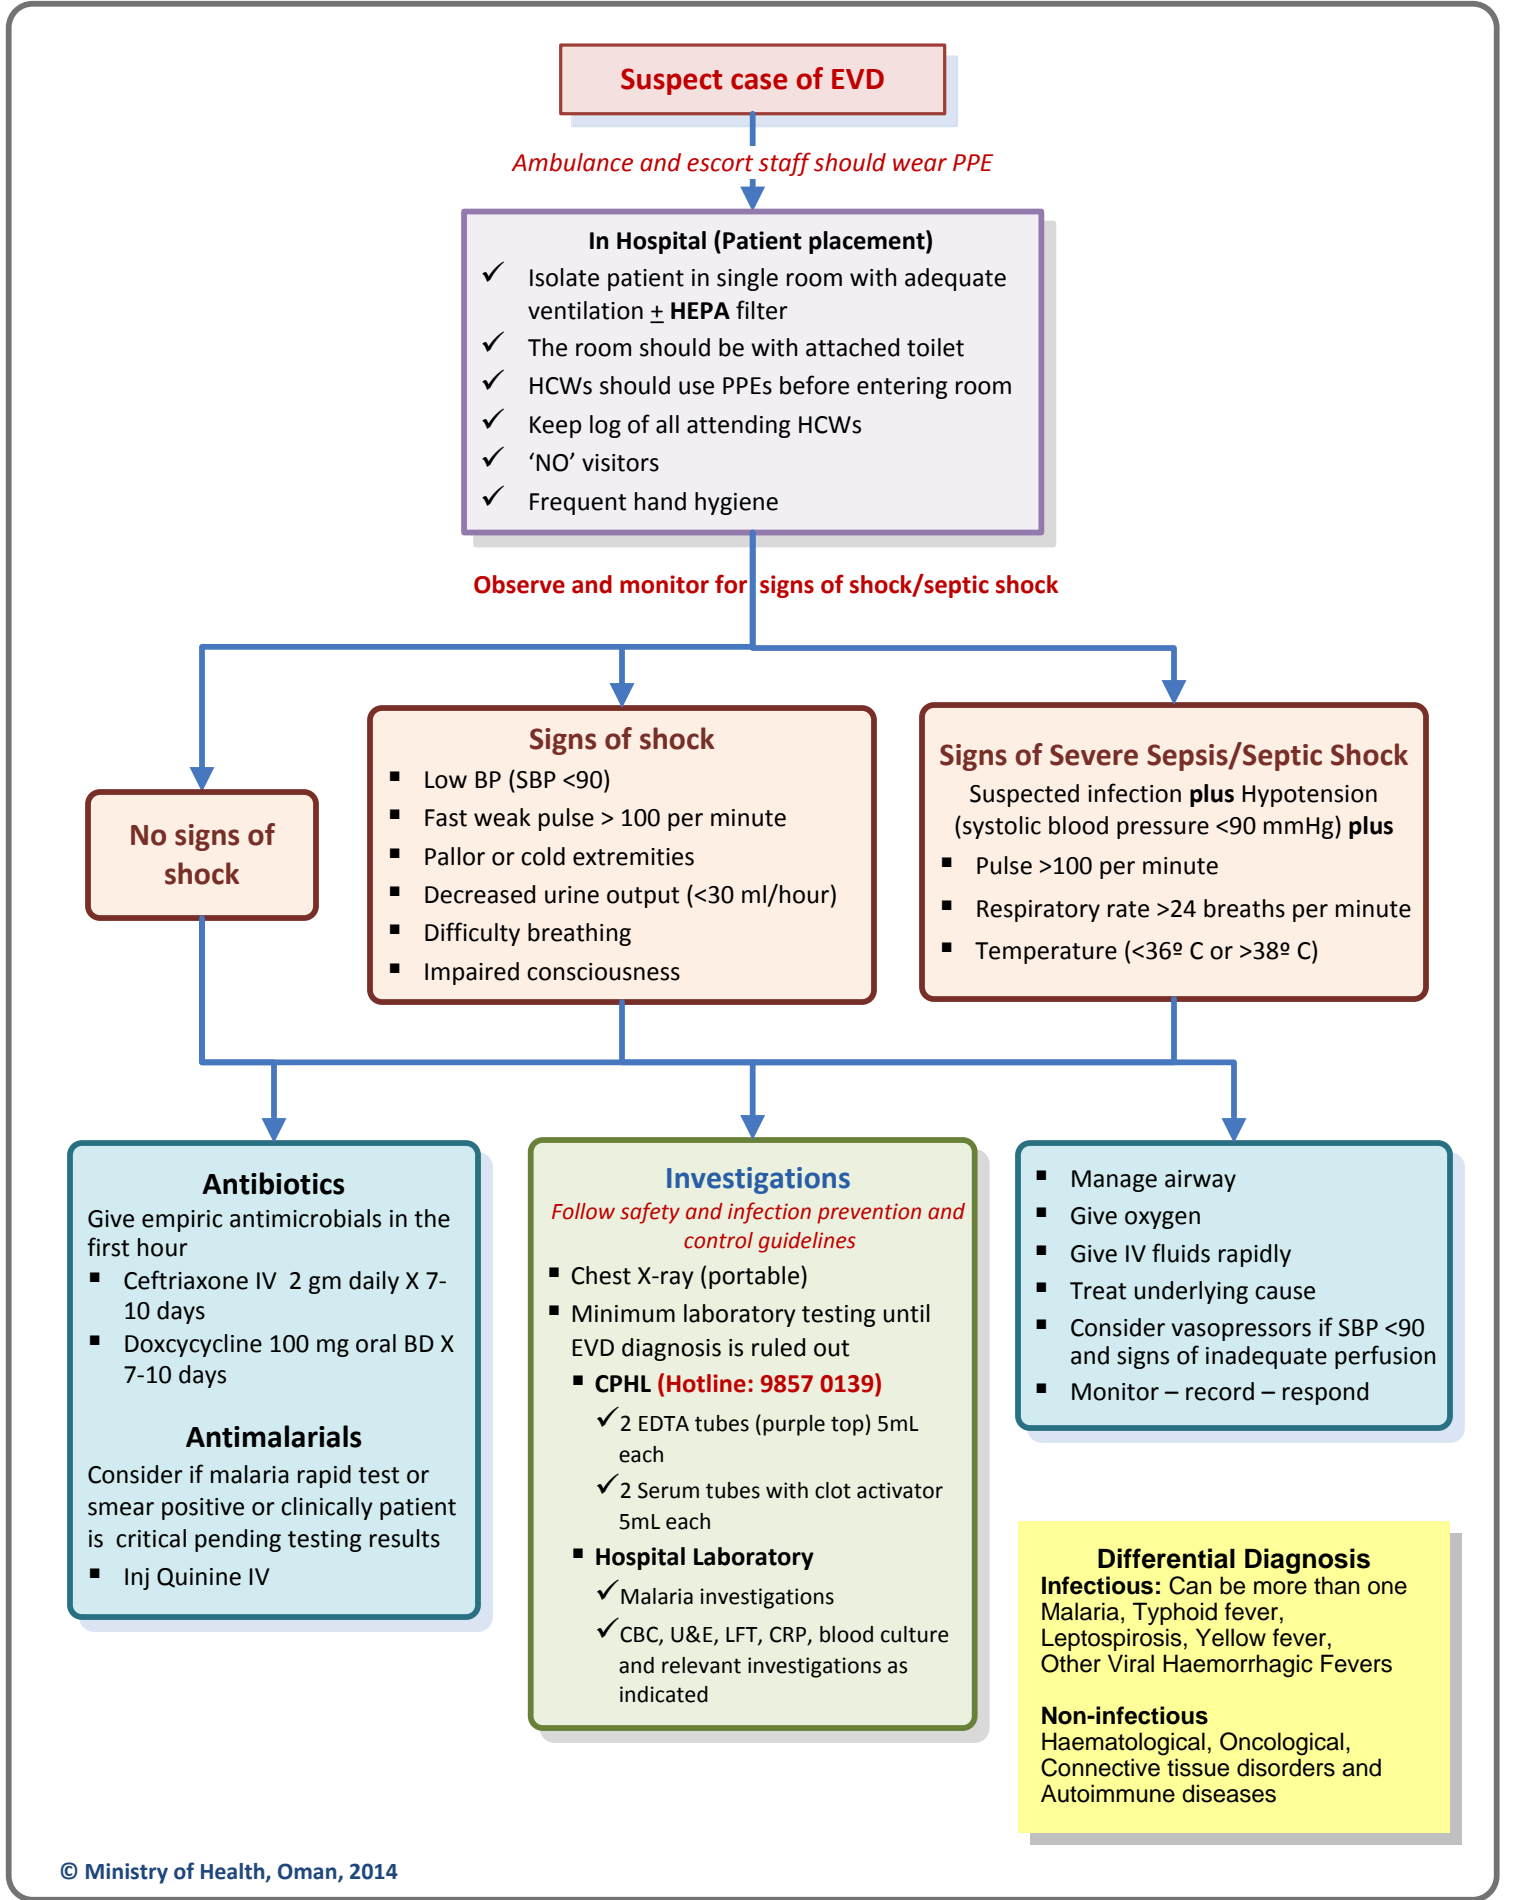 Suspect case of EVD
Ambulance and escort staff should wear PPE
In Hospital (Patient placement)
✓ Isolate patient in single room with adequate
ventilation ± HEPA filter
✓ The room should be with attached toilet
✓ HCWs should use PPEs before entering room
✓ Keep log of all attending HCWs
✓ ‘NO’ visitors
✓ Frequent hand hygiene
Observe and monitor for signs of shock/septic shock
No signs of
shock
Signs of shock
▪ Low BP (SBP <90)
▪ Fast weak pulse > 100 per minute
▪ Pallor or cold extremities
▪ Decreased urine output (<30 ml/hour)
▪ Difficulty breathing
▪ Impaired consciousness
Signs of Severe Sepsis/Septic Shock
Suspected infection plus Hypotension
(systolic blood pressure <90 mmHg) plus
▪ Pulse >100 per minute
▪ Respiratory rate >24 breaths per minute
▪ Temperature (<36º C or >38º C)
Antibiotics
Give empiric antimicrobials in the
first hour
▪ Ceftriaxone IV 2 gm daily X 7-
10 days
▪ Doxcycycline 100 mg oral BD X
7-10 days
Antimalarials
Consider if malaria rapid test or
smear positive or clinically patient
is critical pending testing results
▪ Inj Quinine IV
Investigations
Follow safety and infection prevention and
control guidelines
▪ Chest X-ray (portable)
▪ Minimum laboratory testing until
EVD diagnosis is ruled out
▪ CPHL (Hotline: 9857 0139)
✓ 2 EDTA tubes (purple top) 5mL
each
✓ 2 Serum tubes with clot activator
5mL each
▪ Hospital Laboratory
✓ Malaria investigations
✓ CBC, U&E, LFT, CRP, blood culture
and relevant investigations as
indicated
▪ Manage airway
▪ Give oxygen
▪ Give IV fluids rapidly
▪ Treat underlying cause
▪ Consider vasopressors if SBP <90
and signs of inadequate perfusion
▪ Monitor – record – respond
Differential Diagnosis
Infectious: Can be more than one
Malaria, Typhoid fever,
Leptospirosis, Yellow fever,
Other Viral Haemorrhagic Fevers
Non-infectious
Haematological, Oncological,
Connective tissue disorders and
Autoimmune diseases
© Ministry of Health, Oman, 2014